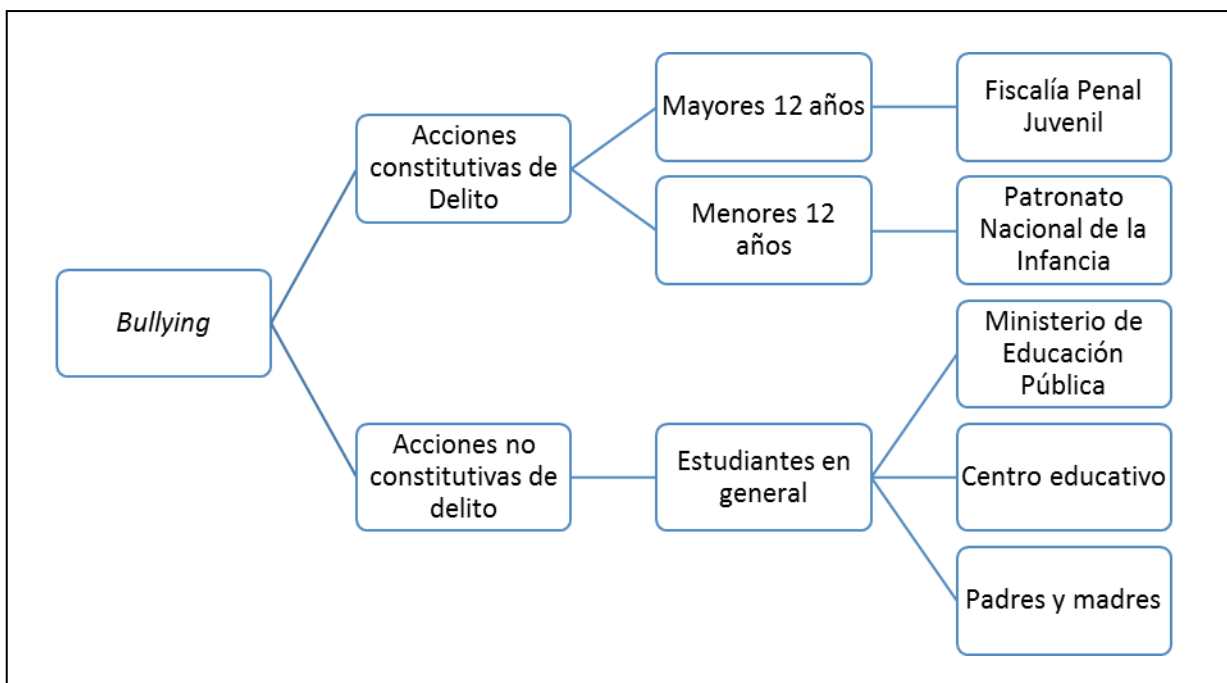 Bullying
Acciones
constitutivas de
Delito
Mayores 12 años
Fiscalía Penal
Juvenil
Menores 12
años
Patronato
Nacional de la
Infancia
Acciones no
constitutivas de
delito
Estudiantes en
general
Ministerio de
Educación
Pública
Centro educativo
Padres y madres